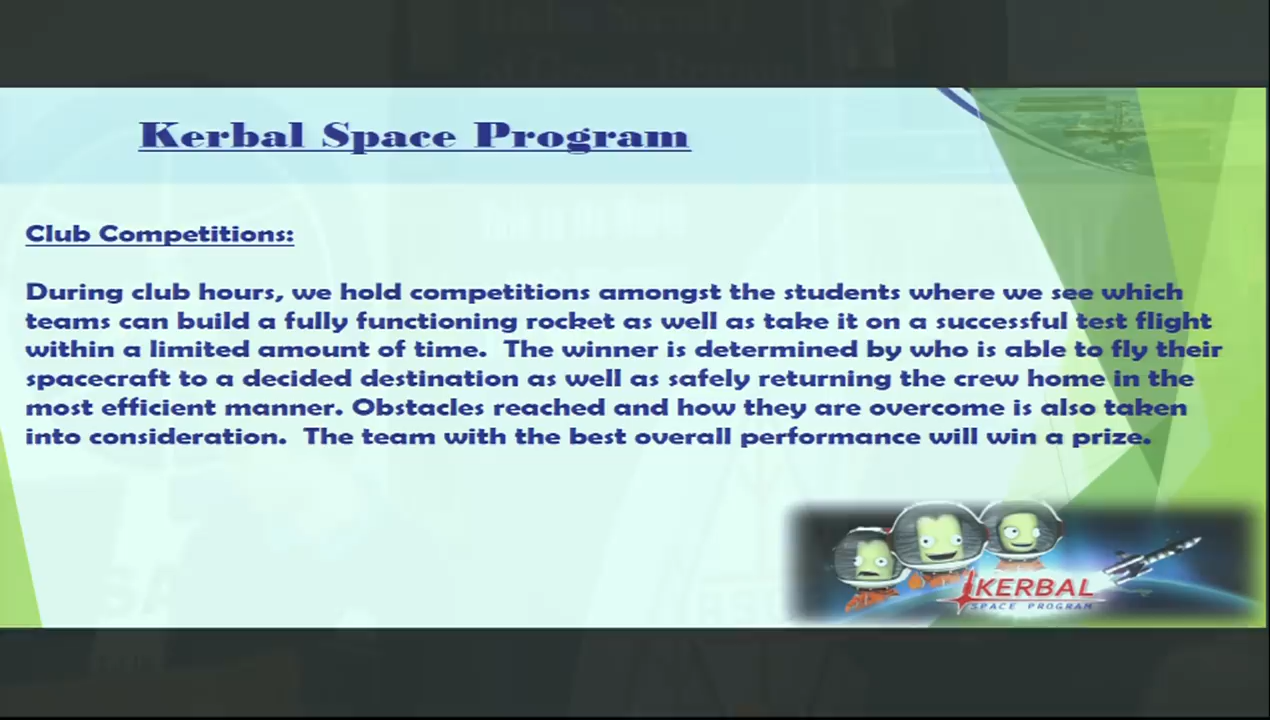 Kerbal Space Program
Club Competitions:
During club hours, we hold competitions amongst the students where we see which
teams can build a fully functioning rocket as well as take it on a successful test flight
within a limited amount of time.  The winner is determined by who is able to fly their
spacecraft to a decided destination as well as safely returning the crew home in the
most efficient manner. Obstacles reached and how they are overcome is also taken
into consideration.  The team with the best overall performance will win a prize.
KERBAL
SPACE PROGRAM